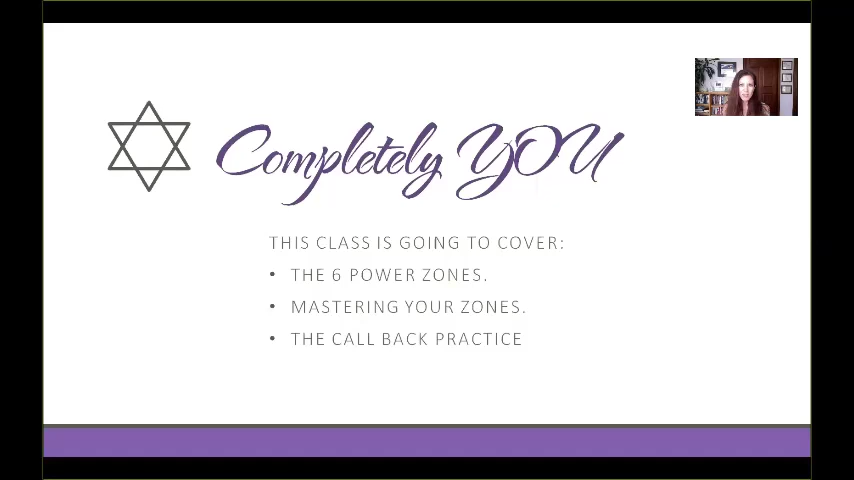 Completely YOU
THIS CLASS IS GOING TO COVER:
• THE 6 POWER ZONES.
• MASTERING YOUR ZONES.
• THE CALL BACK PRACTICE